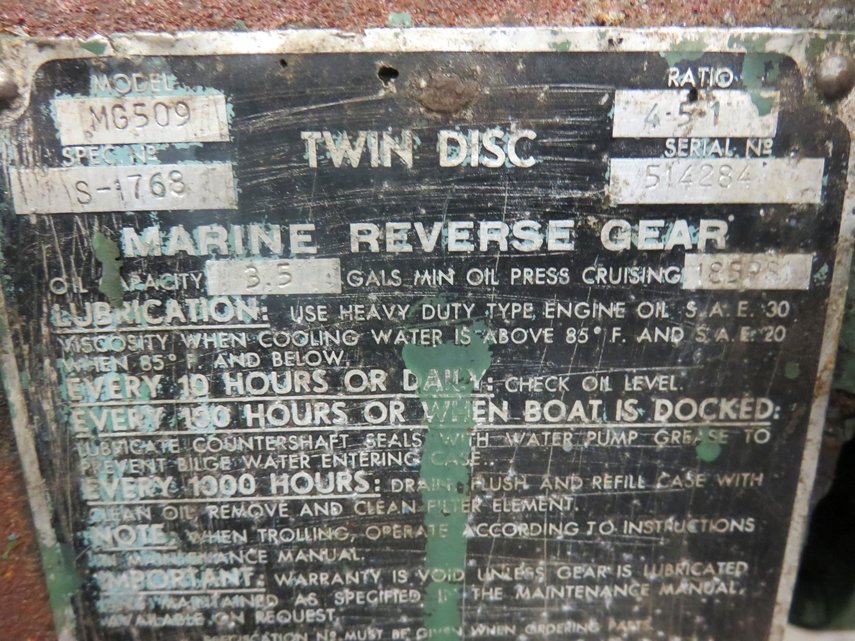 MODEL
MG509
RATIO
4-5-1
SPEC. Nº
S-1768
TWIN DISC
SERIAL Nº
514284
MARINE REVERSE GEAR
OIL CAPACITY 3.5 GALS MIN OIL PRESS CRUISING
LUBRICATION: USE HEAVY DUTY TYPE ENGINE OIL S.A.E. 30
VISCOSITY WHEN COOLING WATER IS ABOVE 85° F. AND S.A.E. 20
WHEN 85° F. AND BELOW.
EVERY 10 HOURS OR DAILY: CHECK OIL LEVEL.
EVERY 100 HOURS OR WHEN BOAT IS DOCKED:
LUBRICATE COUNTERSHAFT SEALS WITH WATER PUMP GREASE TO
PREVENT BILGE WATER ENTERING CASE.
EVERY 1000 HOURS: DRAIN, FLUSH AND REFILL CASE WITH
CLEAN OIL REMOVE AND CLEAN FILTER ELEMENT.
NOTE: WHEN TROLLING, OPERATE ACCORDING TO INSTRUCTIONS
IN MAINTENANCE MANUAL.
IMPORTANT: WARRANTY IS VOID UNLESS GEAR IS LUBRICATED
MAINTAINED AS SPECIFIED IN THE MAINTENANCE MANUAL,
AVAILABLE ON REQUEST.
SPECIFICATION Nº MUST BE GIVEN WHEN ORDERING PARTS.